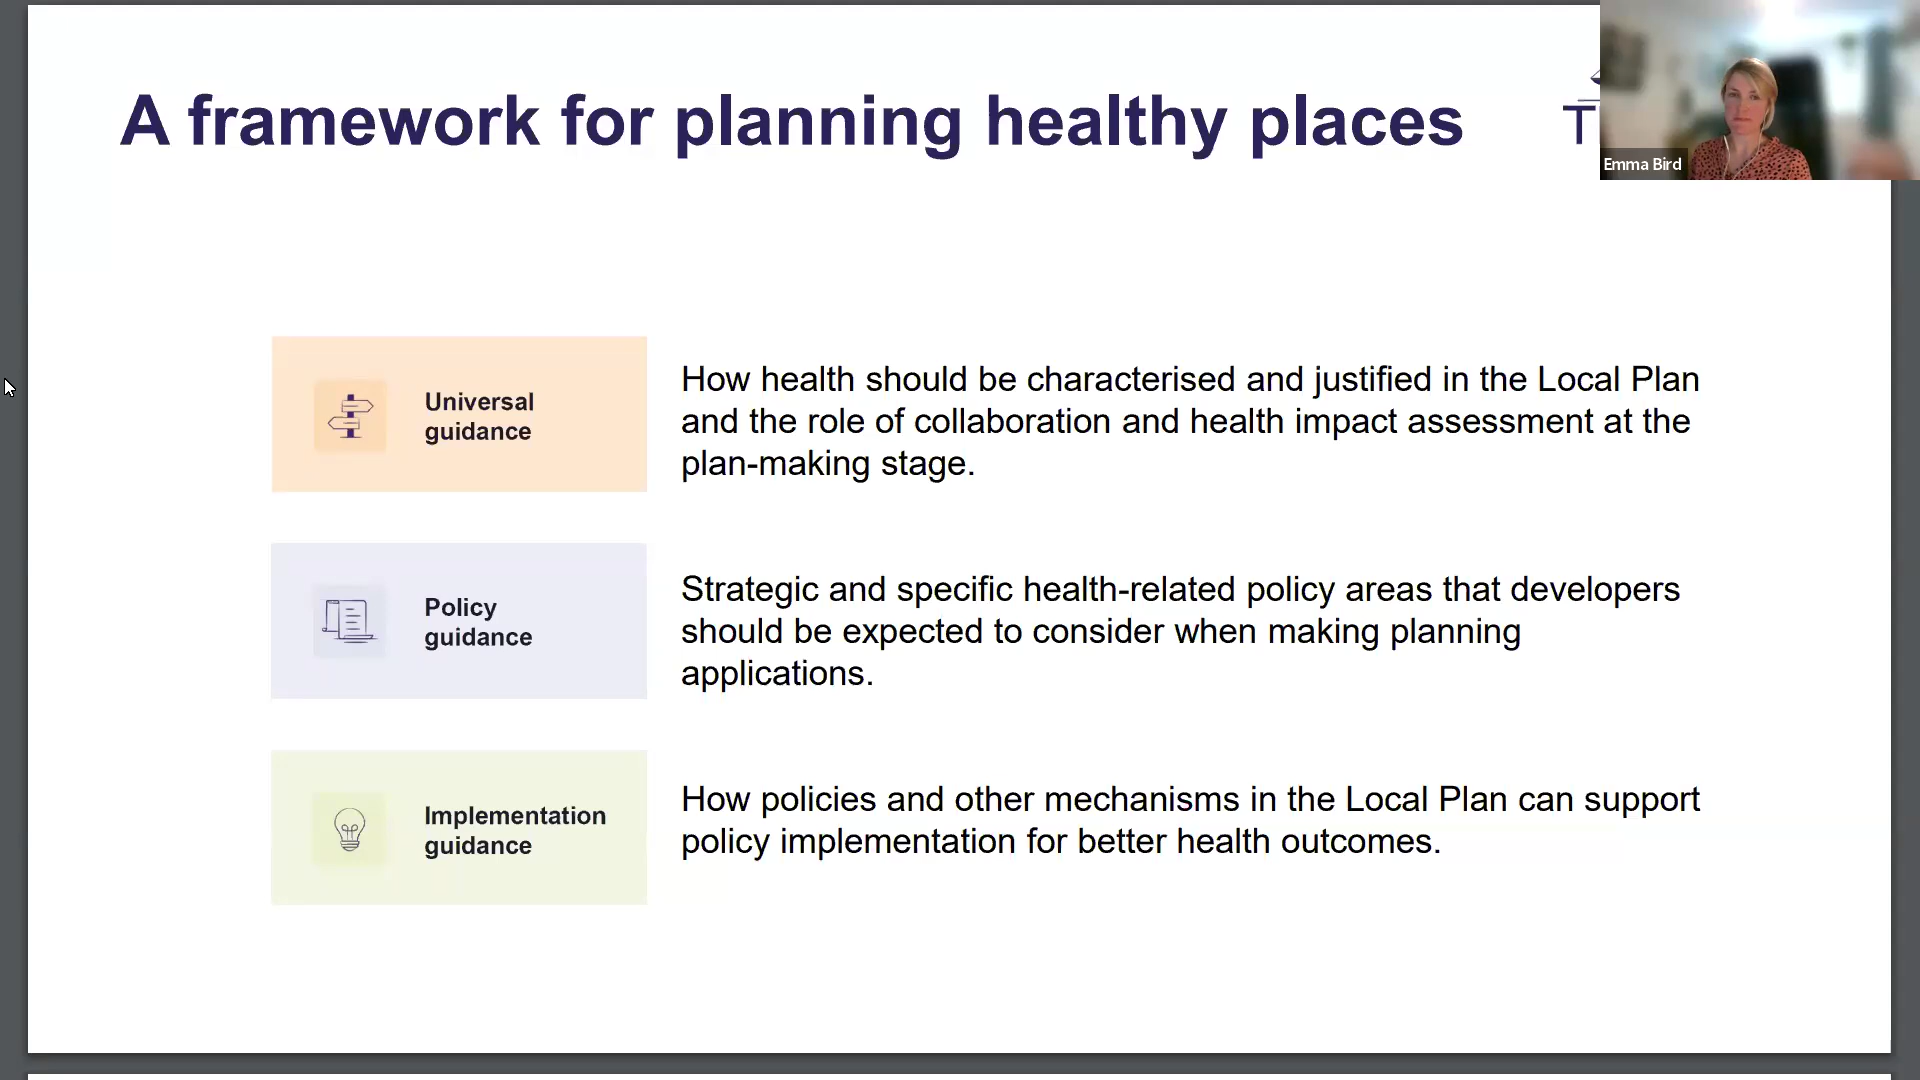 A framework for planning healthy places
Emma Bird
Universal
guidance
How health should be characterised and justified in the Local Plan
and the role of collaboration and health impact assessment at the
plan-making stage.
Policy
guidance
Strategic and specific health-related policy areas that developers
should be expected to consider when making planning
applications.
Implementation
guidance
How policies and other mechanisms in the Local Plan can support
policy implementation for better health outcomes.